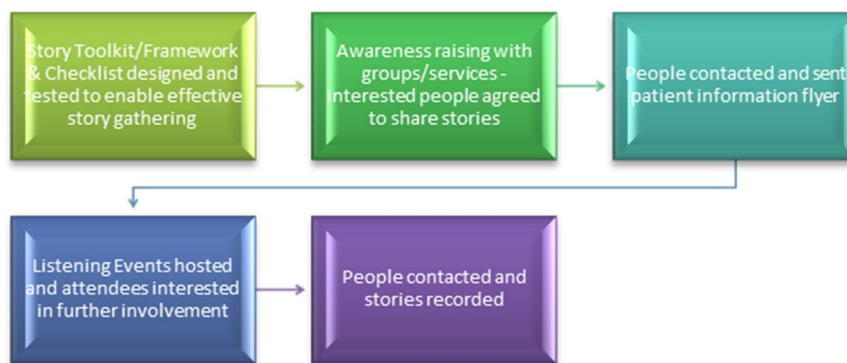 Story Toolkit/Framework
& Checklist designed and
tested to enable effective
story gathering
Awareness raising with
groups/services -
interested people agreed
to share stories
People contacted and sent
patient information flyer
Listening Events hosted
and attendees interested
in further involvement
People contacted and
stories recorded